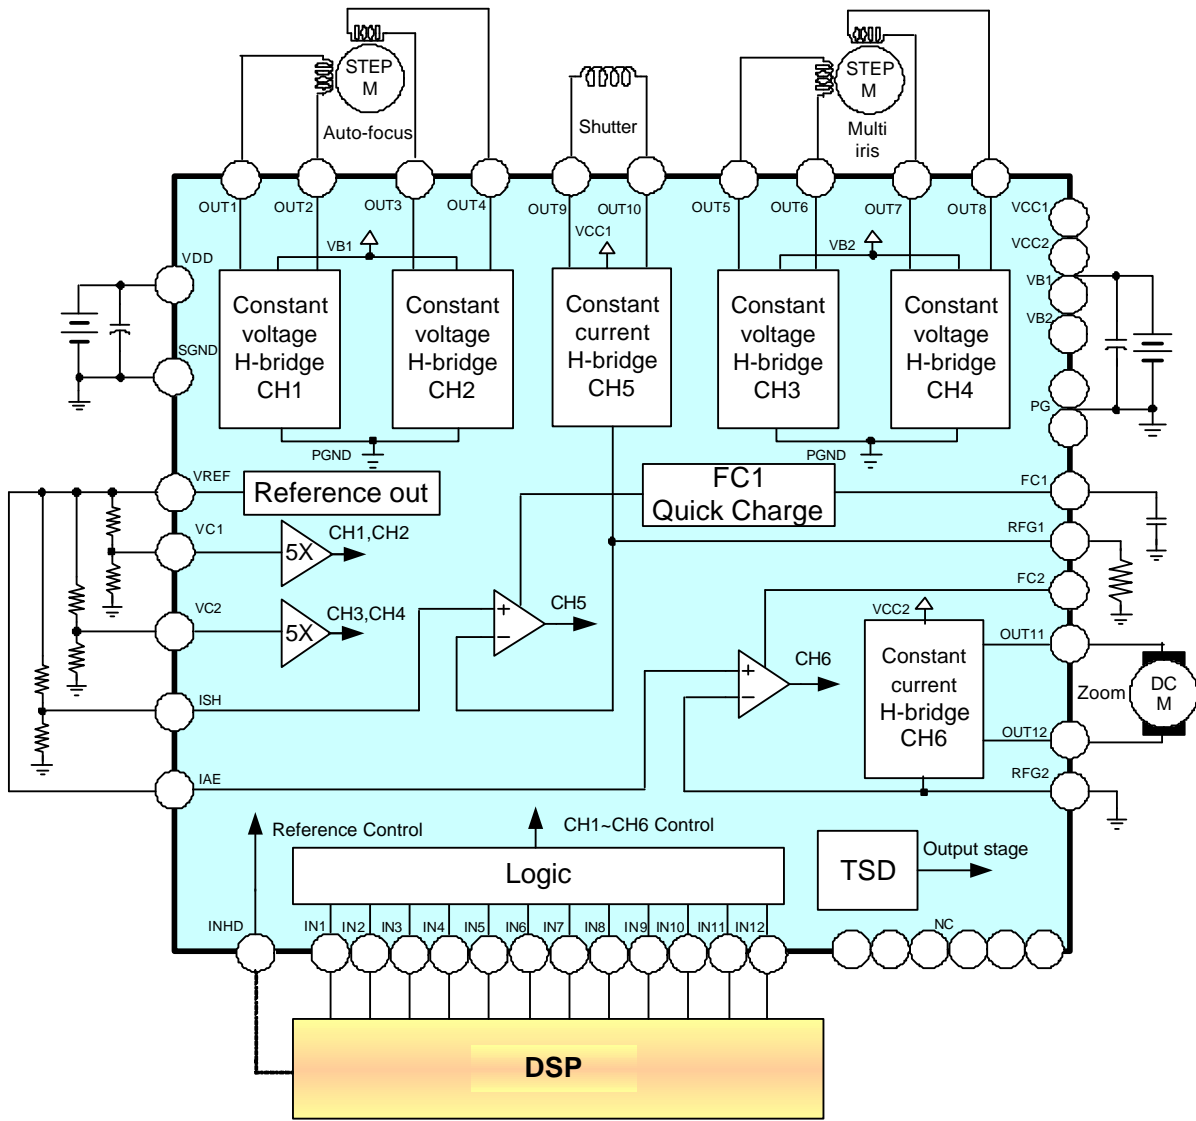 STEP
M
Auto-focus
Shutter
STEP
M
Multi
iris
OUT1
OUT2
OUT3
OUT4
OUT9
OUT10
OUT5
OUT6
OUT7
OUT8
VCC1
VCC2
VB1
VB2
PG
VDD
SGND
VB1
VCC1
VB2
Constant
voltage
H-bridge
CH1
Constant
voltage
H-bridge
CH2
Constant
current
H-bridge
CH5
Constant
voltage
H-bridge
CH3
Constant
voltage
H-bridge
CH4
PGND
PGND
VREF
Reference out
FC1
Quick Charge
FC1
VC1
5X
CH1,CH2
RFG1
VC2
5X
CH3,CH4
+
−
CH5
FC2
VCC2
ISH
+
−
CH6
Constant
current
H-bridge
CH6
OUT11
Zoom
DC
M
OUT12
IAE
RFG2
Reference Control
CH1~CH6 Control
Logic
TSD
Output stage
INHD
IN1
IN2
IN3
IN4
IN5
IN6
IN7
IN8
IN9
IN10
IN11
IN12
NC
DSP